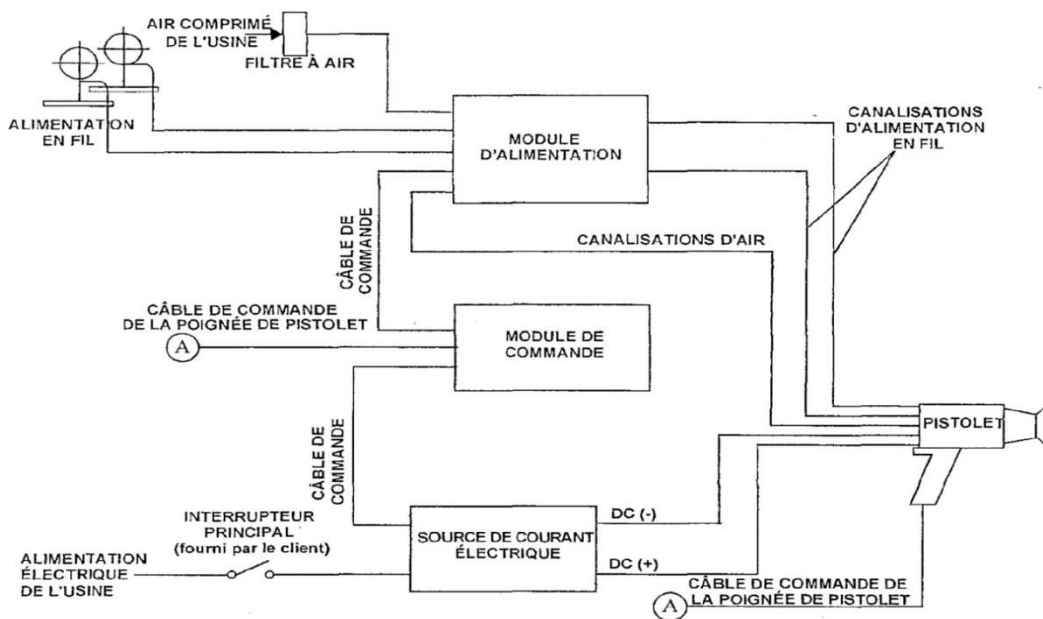 AIR COMPRIMÉ
DE L'USINE
FILTRE À AIR
ALIMENTATION
EN FIL
MODULE
D'ALIMENTATION
CANALISATIONS
D'ALIMENTATION
EN FIL
CÂBLE DE
COMMANDE
CANALISATIONS D'AIR
CÂBLE DE COMMANDE
DE LA POIGNÉE DE PISTOLET
A
MODULE DE
COMMANDE
PISTOLET
CÂBLE DE
COMMANDE
INTERRUPTEUR
PRINCIPAL
(fourni par le client)
SOURCE DE COURANT
ÉLECTRIQUE
DC (-)
DC (+)
ALIMENTATION
ÉLECTRIQUE
DE L'USINE
CÂBLE DE COMMANDE DE
LA POIGNÉE DE PISTOLET
A